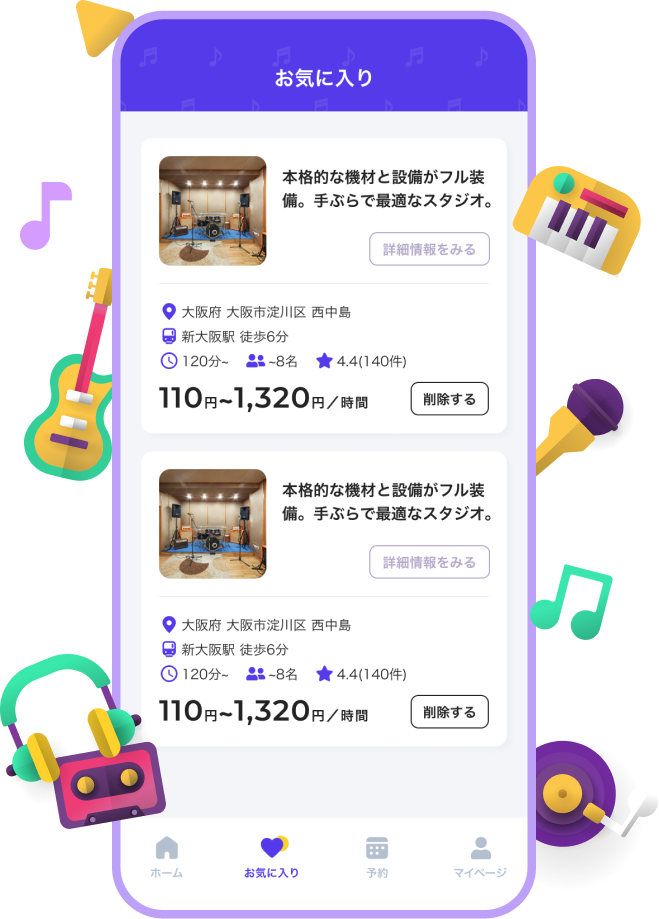 お気に入り
本格的な機材と設備がフル装
備。手ぶらで最適なスタジオ。
詳細情報をみる
大阪府 大阪市淀川区 西中島
新大阪駅 徒歩6分
120分~ ~8名 4.4(140件)
110円~1,320円／時間 削除する
本格的な機材と設備がフル装
備。手ぶらで最適なスタジオ。
詳細情報をみる
大阪府 大阪市淀川区 西中島
新大阪駅 徒歩6分
120分~ ~8名 4.4(140件)
110円~1,320円／時間 削除する
ホーム お気に入り 予約 マイページ